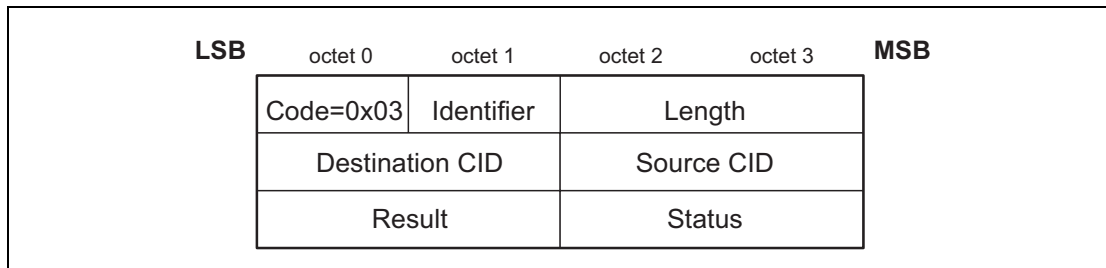 LSB octet 0 octet 1 octet 2 octet 3 MSB
Code=0x03 Identifier Length
Destination CID Source CID
Result Status